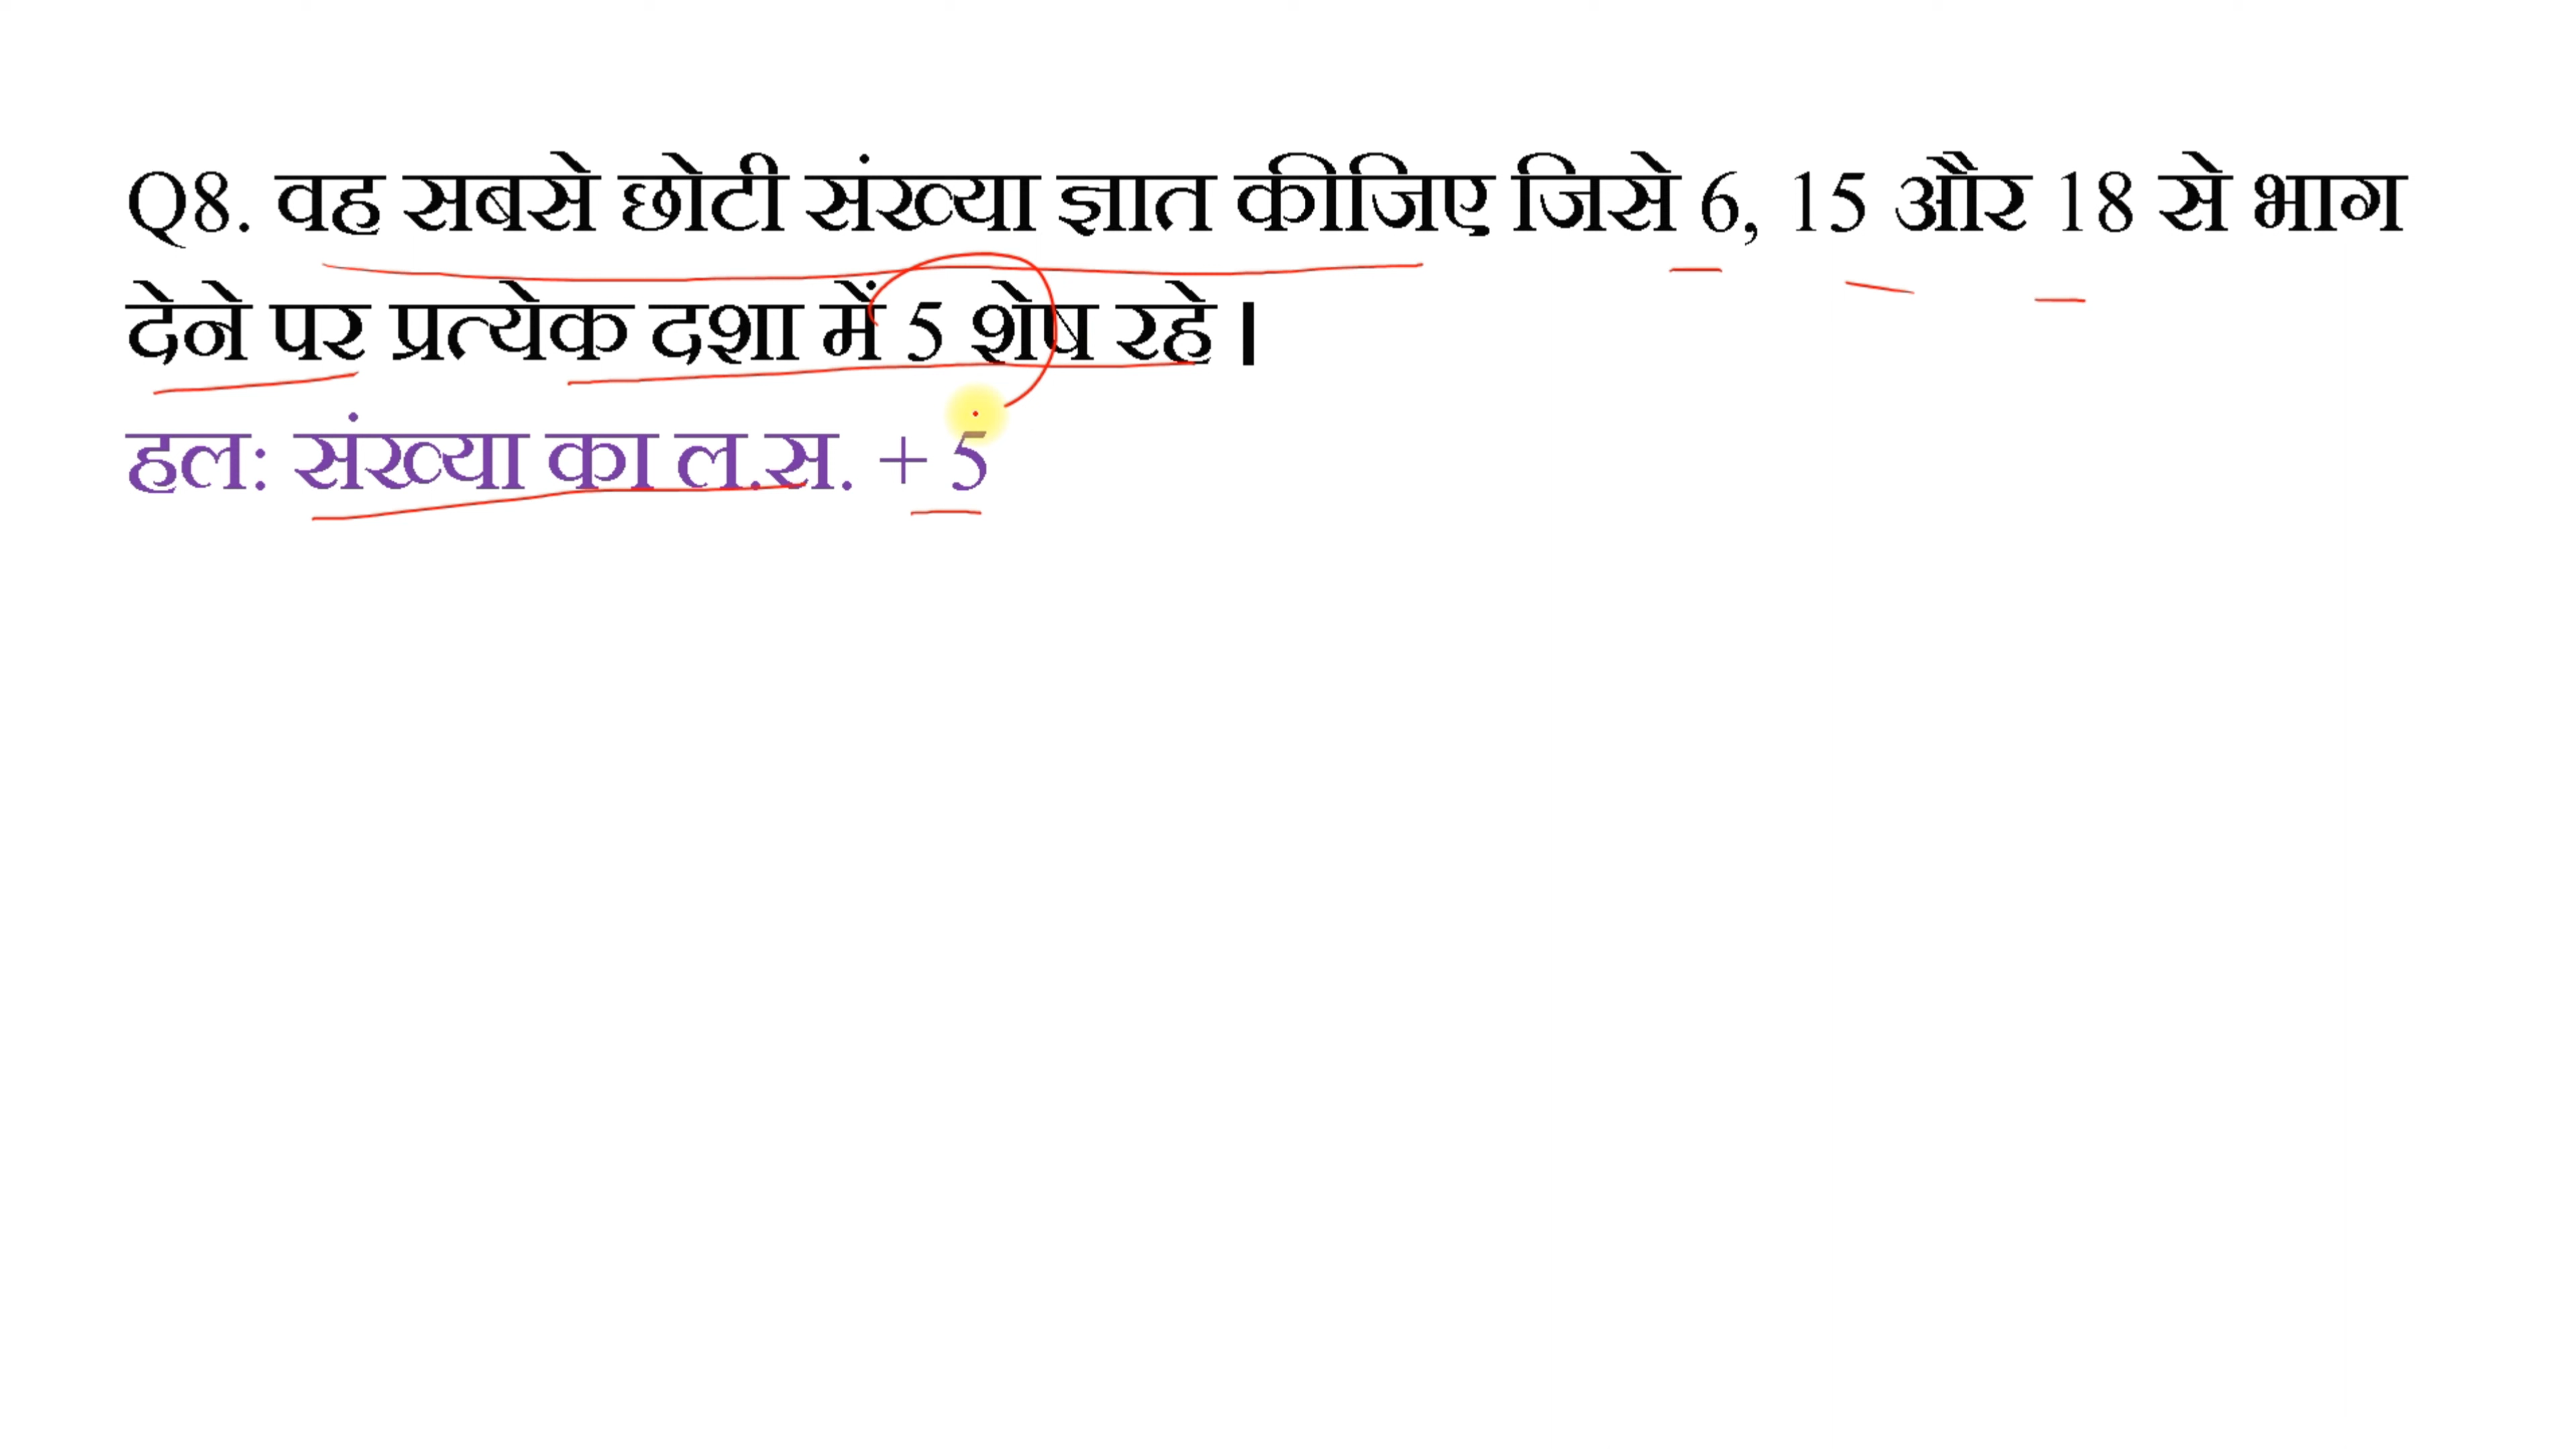 Q8. वह सबसे छोटी संख्या ज्ञात कीजिए जिसे 6, 15 और 18 से भाग
देने पर प्रत्येक दशा में 5 शेष रहे।
हल: संख्या का ल.स. + 5